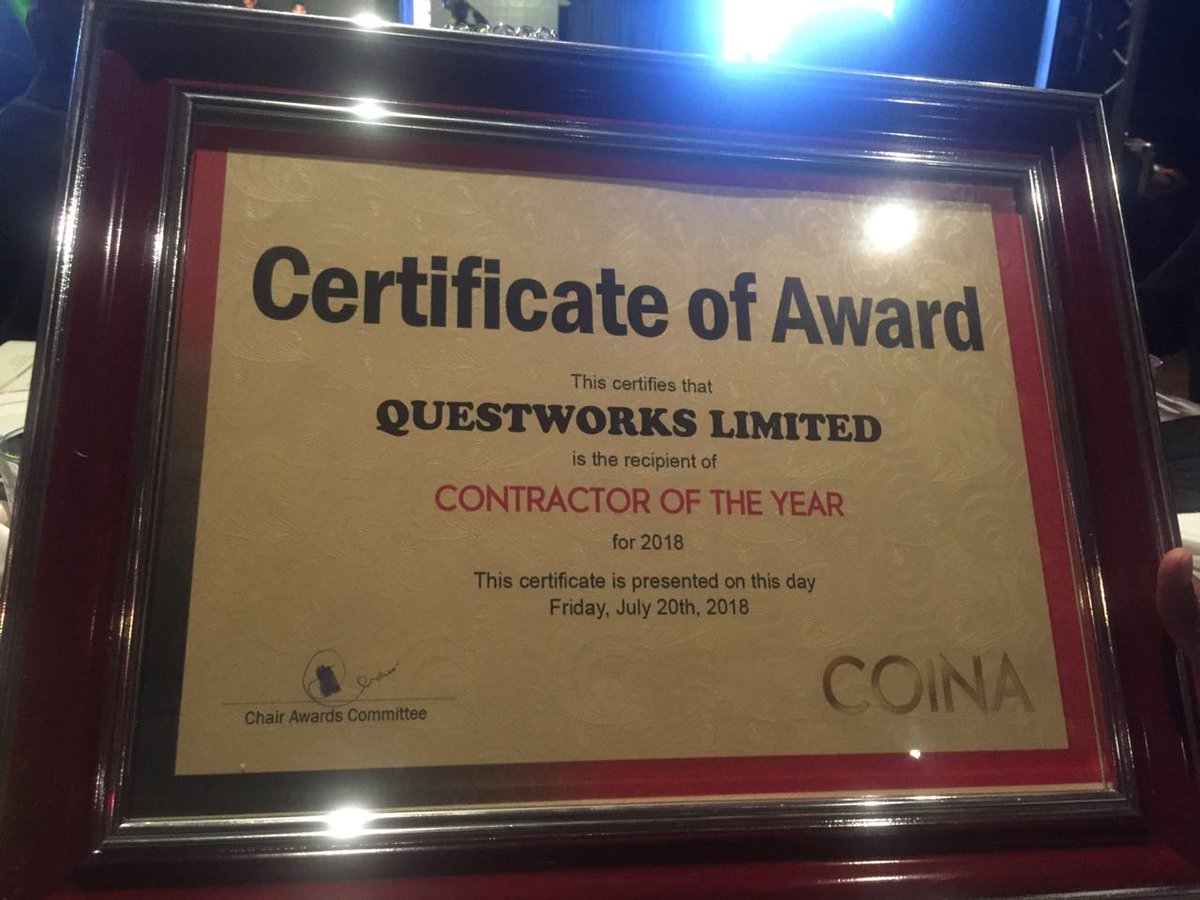 Certificate of Award
This certifies that
QUESTWORKS LIMITED
is the recipient of
CONTRACTOR OF THE YEAR
for 2018
This certificate is presented on this day
Friday, July 20th, 2018
Chair Awards Committee
COINA